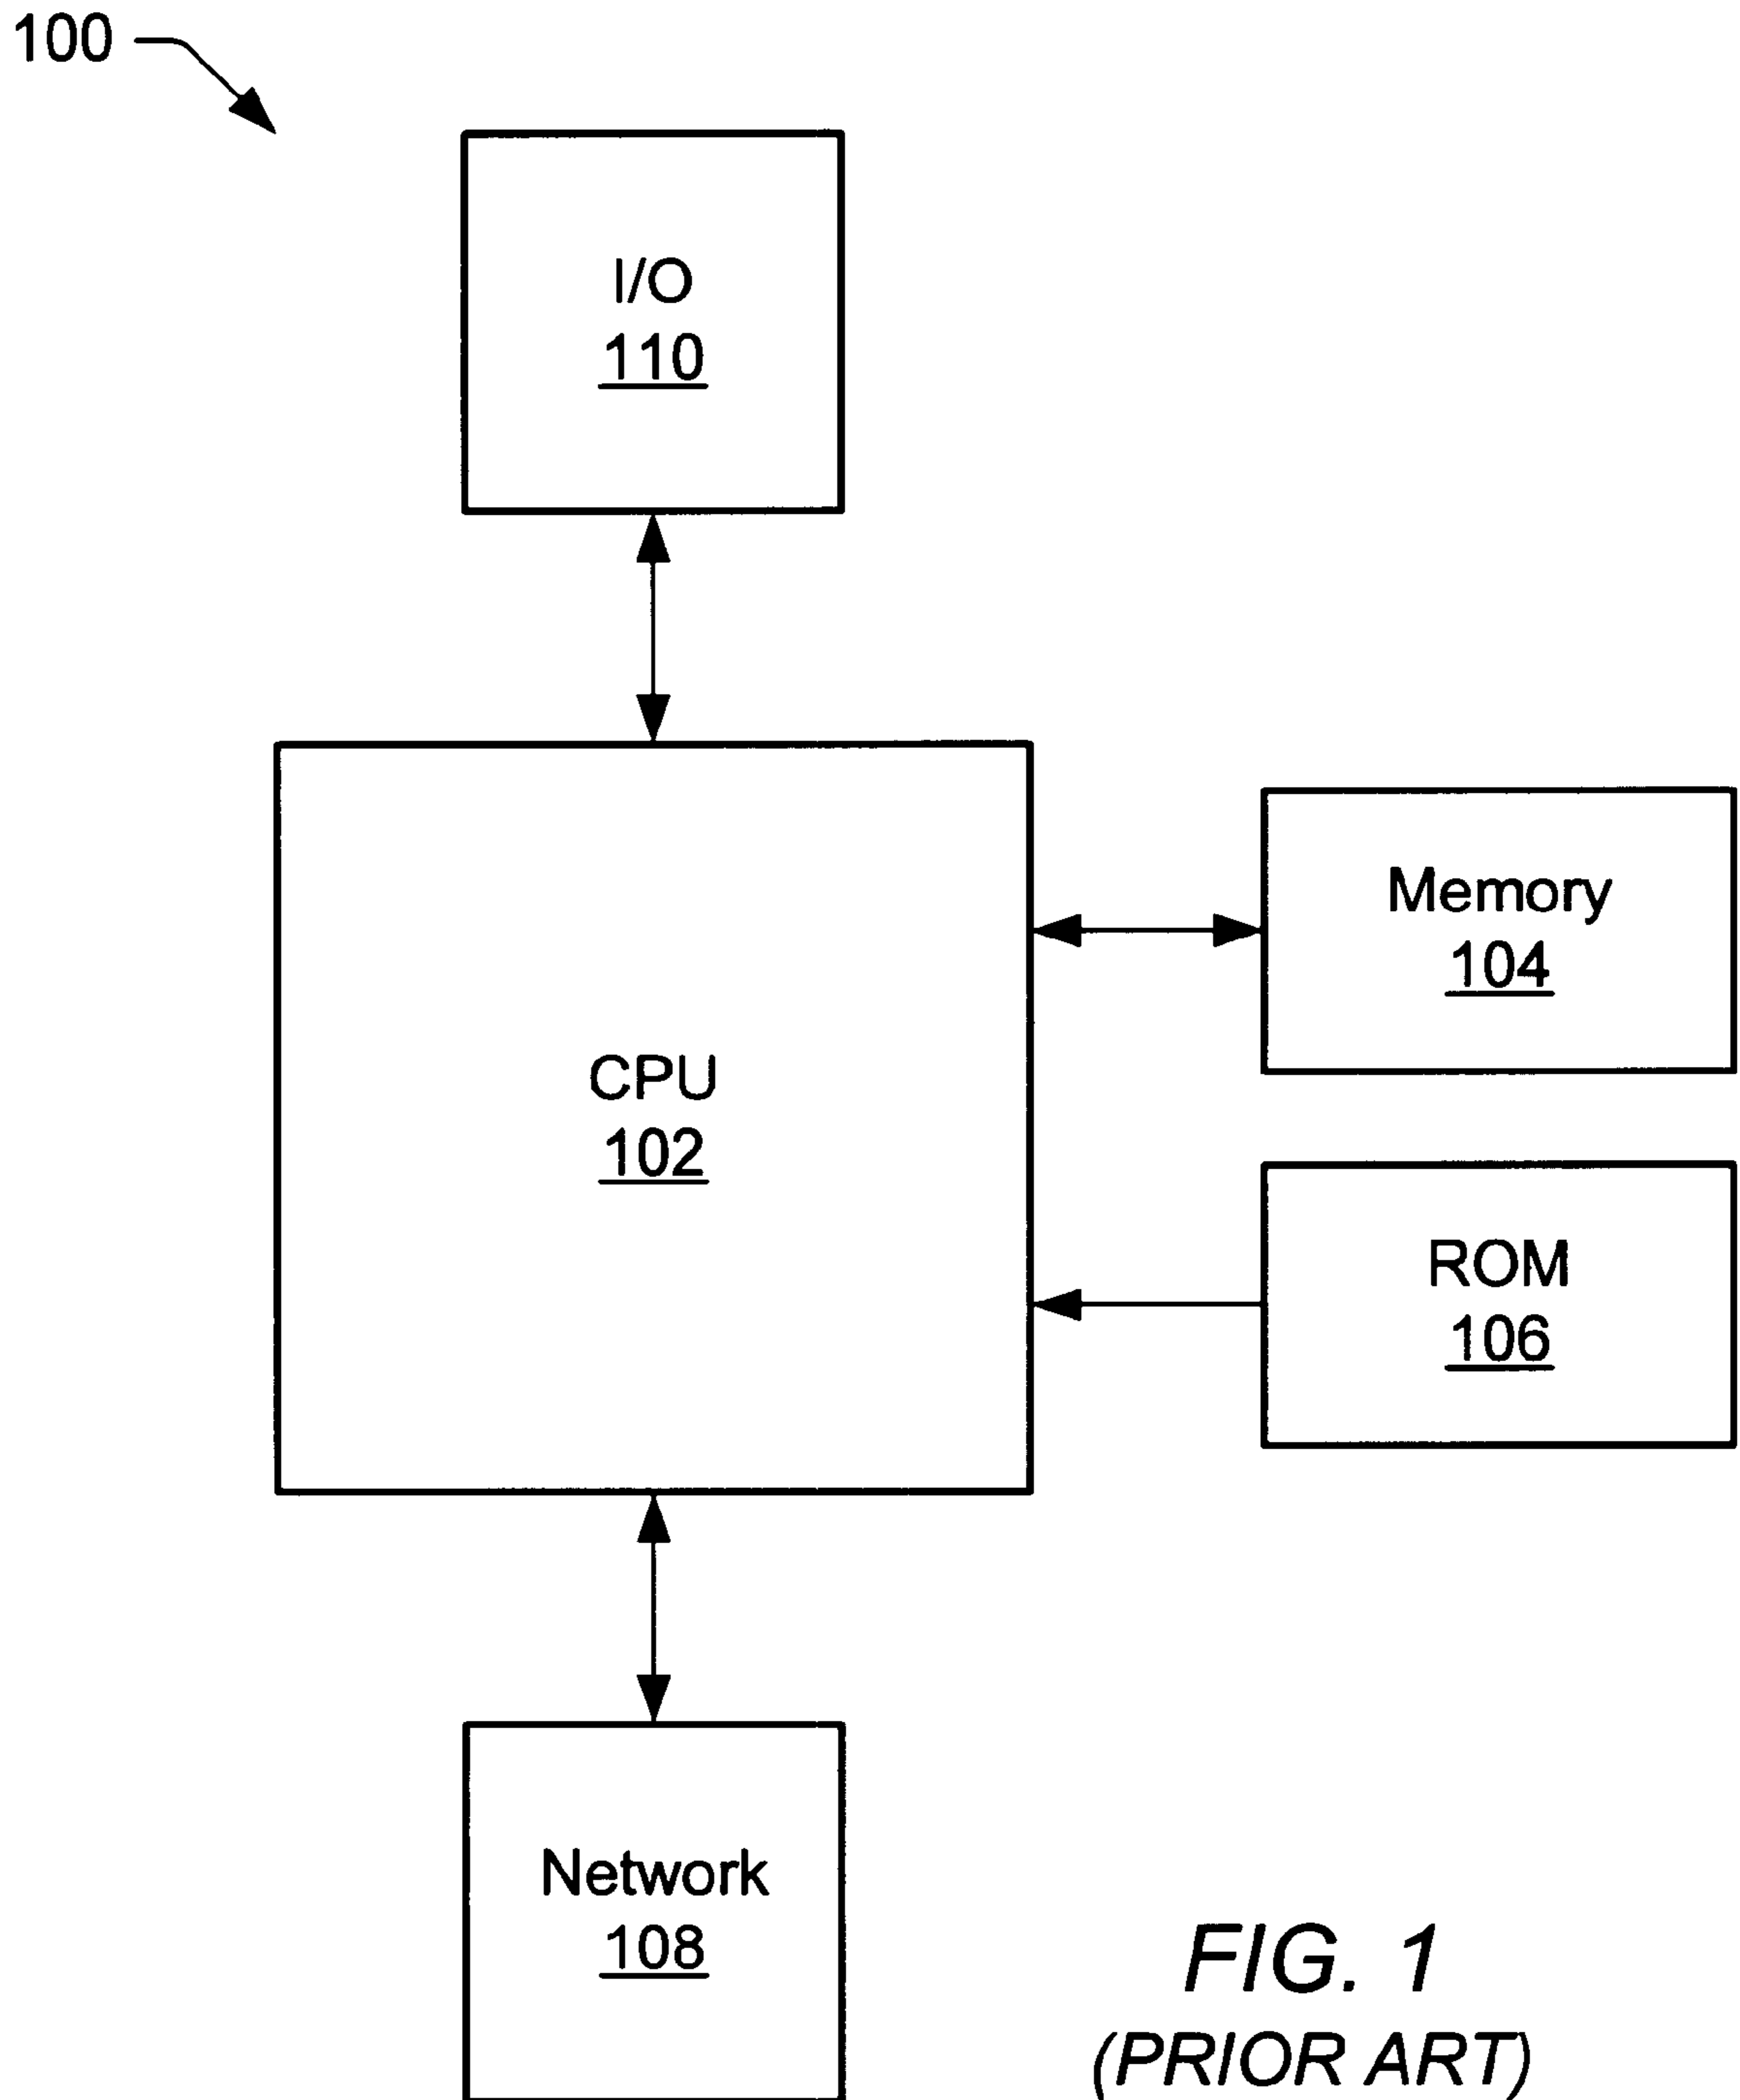 100
I/O
110
CPU
102
Memory
104
ROM
106
Network
108
FIG. 1
(PRIOR ART)